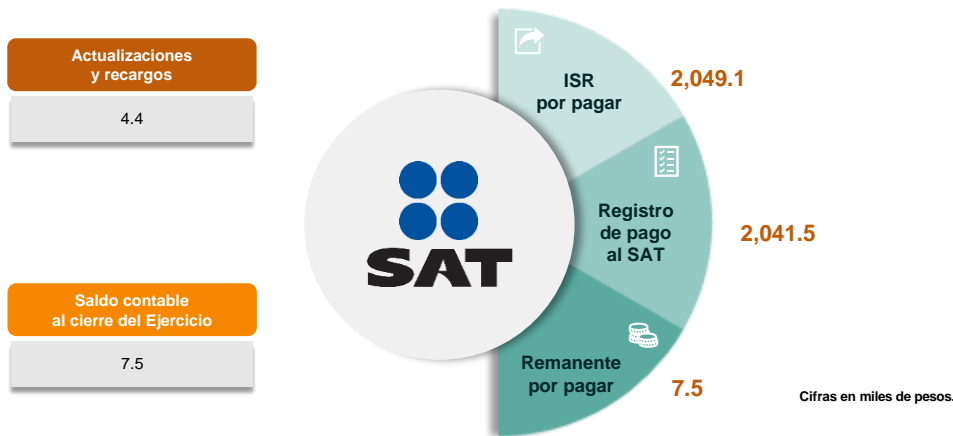 Actualizaciones
y recargos
4.4
Saldo contable
al cierre del Ejercicio
7.5
SAT
ISR
por pagar
2,049.1
Registro
de pago
al SAT
2,041.5
Remanente
por pagar
7.5
Cifras en miles de pesos.